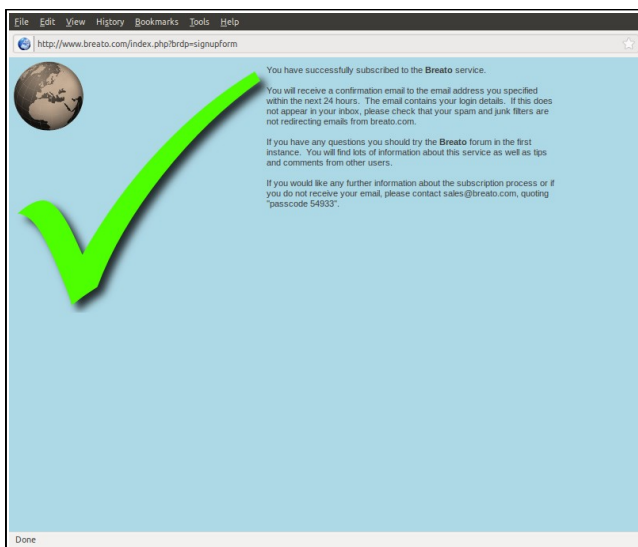 File Edit View History Bookmarks Tools Help
http://www.breato.com/index.php?brdp=signupform
You have successfully subscribed to the Breato service.
You will receive a confirmation email to the email address you specified
within the next 24 hours. The email contains your login details. If this does
not appear in your inbox, please check that your spam and junk filters are
not redirecting emails from breato.com.
If you have any questions you should try the Breato forum in the first
instance. You will find lots of information about this service as well as tips
and comments from other users.
If you would like any further information about the subscription process or if
you do not receive your email, please contact sales@breato.com, quoting
"passcode 54933".
Done